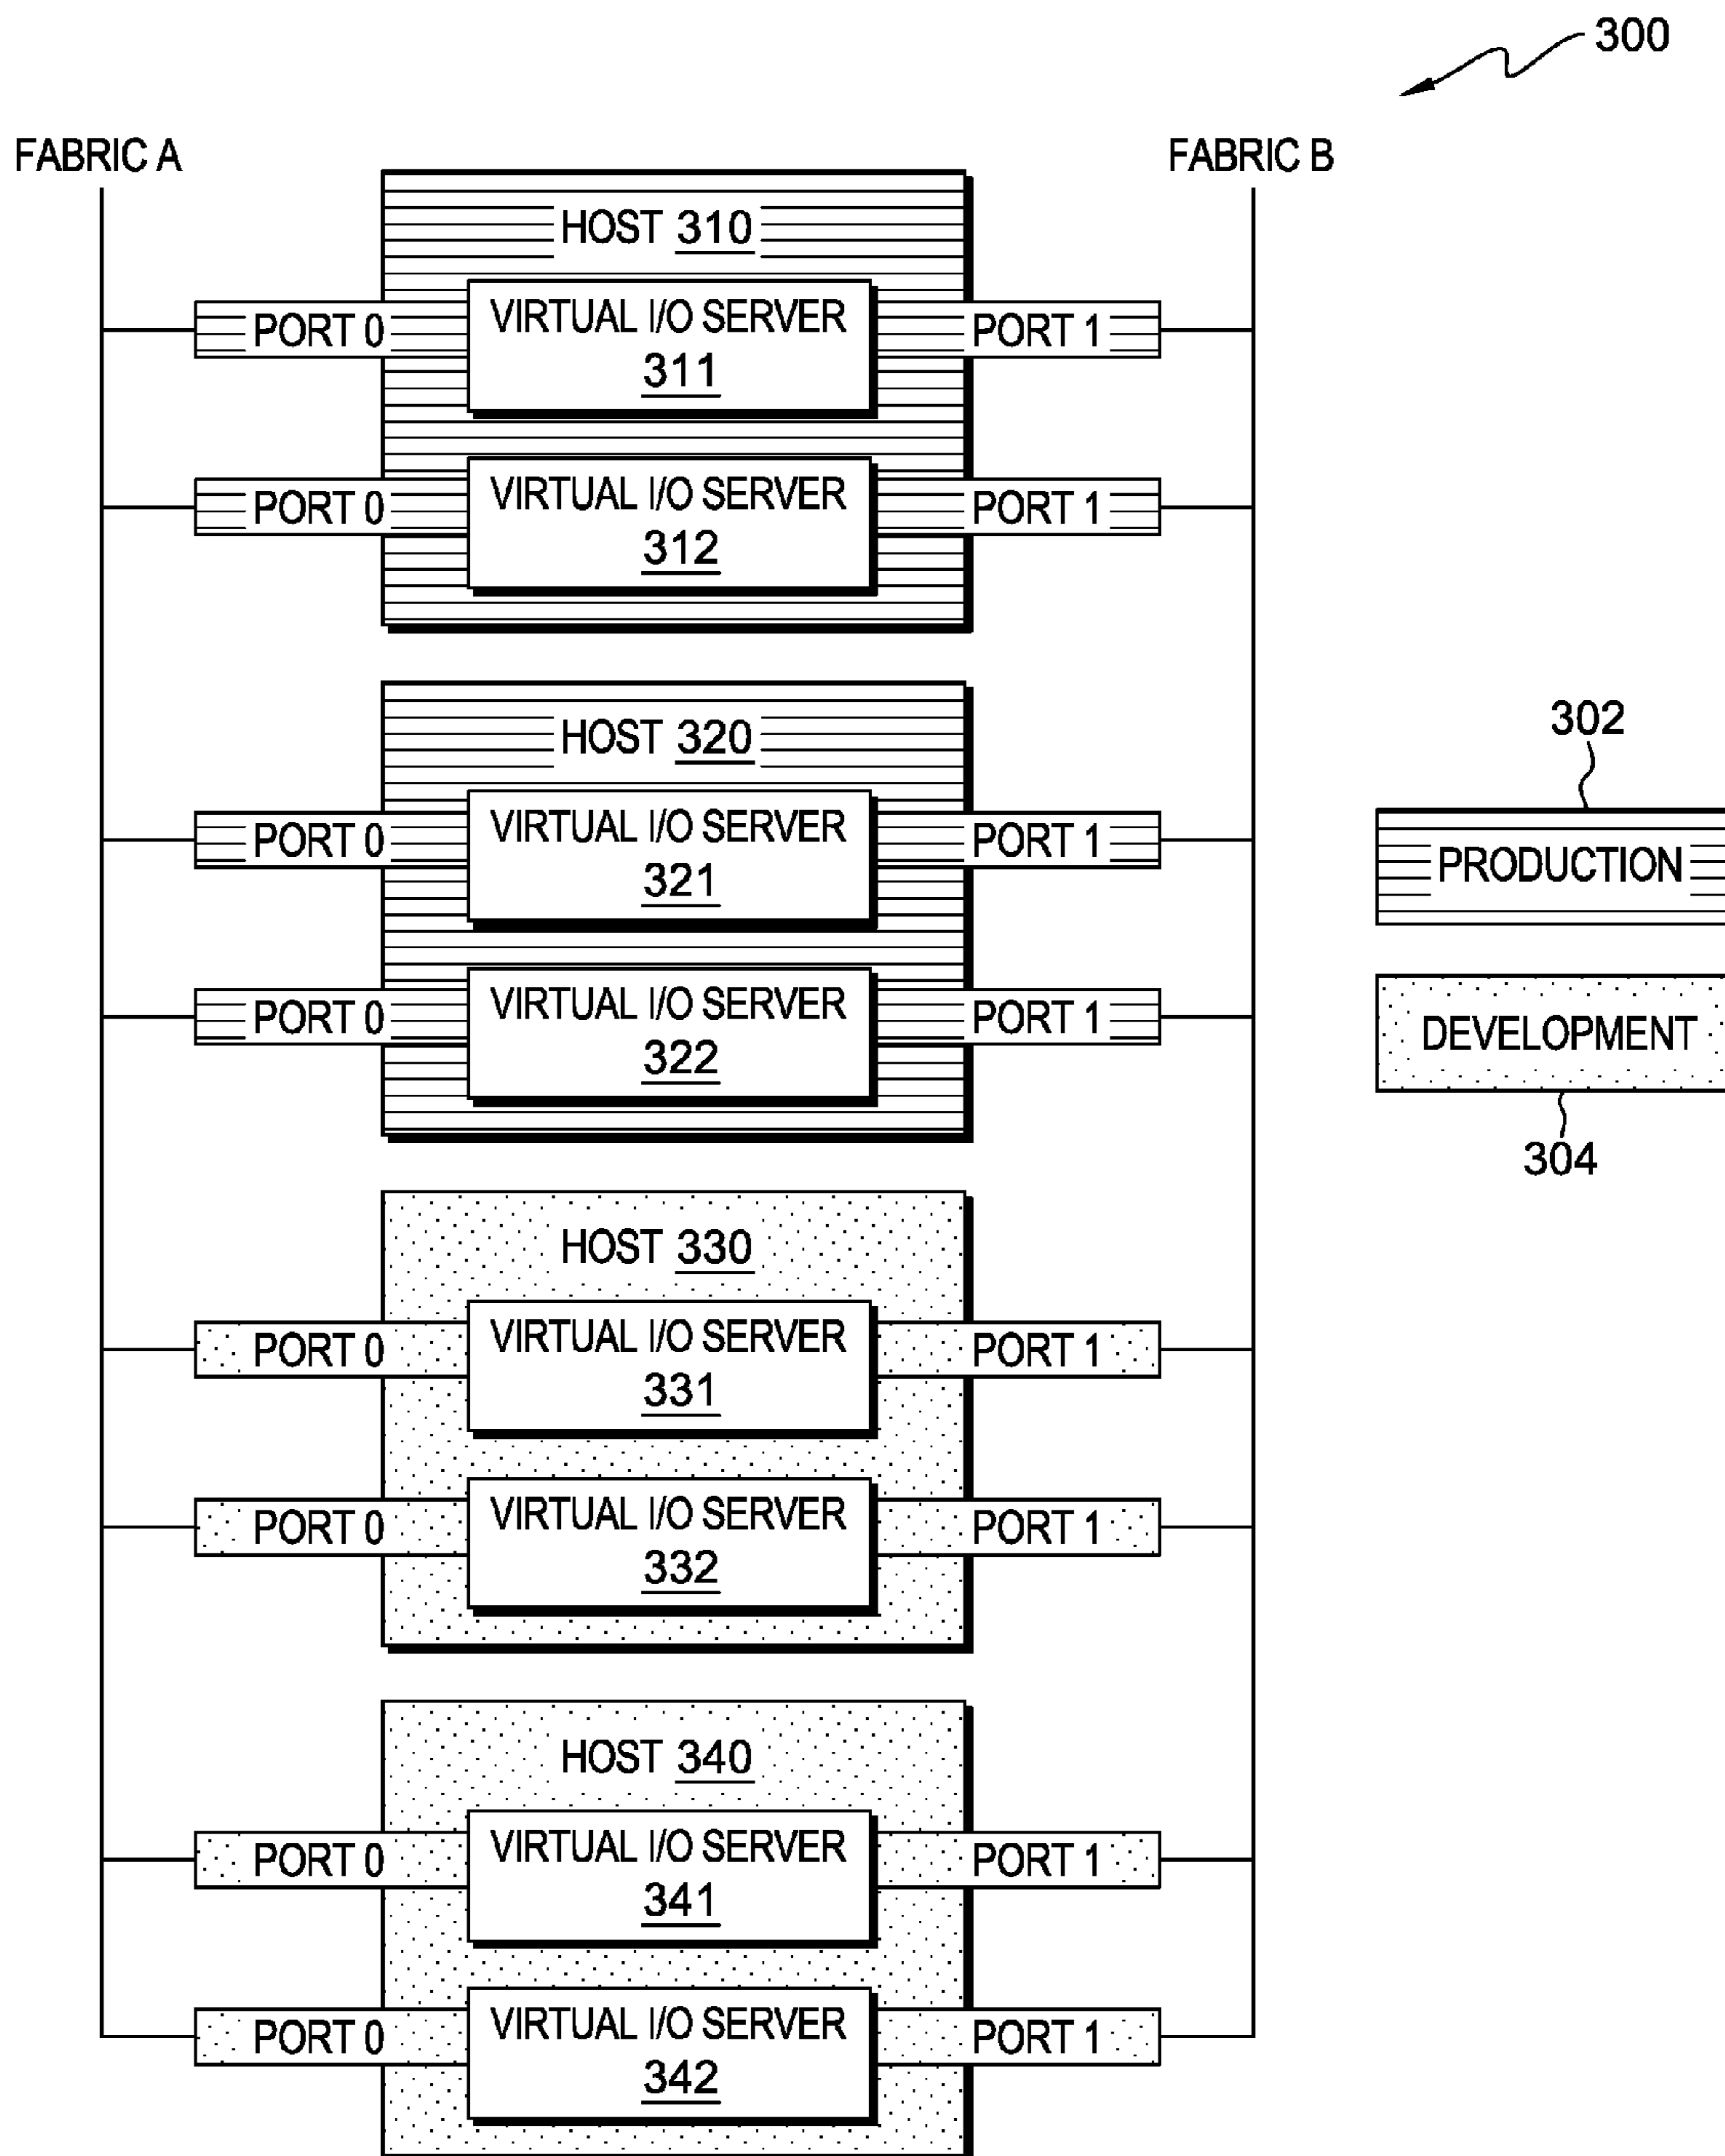 300
FABRIC A
FABRIC B
HOST 310
PORT 0
VIRTUAL I/O SERVER
311
PORT 1
PORT 0
VIRTUAL I/O SERVER
312
PORT 1
HOST 320
PORT 0
VIRTUAL I/O SERVER
321
PORT 1
PORT 0
VIRTUAL I/O SERVER
322
PORT 1
302
PRODUCTION
DEVELOPMENT
304
HOST 330
PORT 0
VIRTUAL I/O SERVER
331
PORT 1
PORT 0
VIRTUAL I/O SERVER
332
PORT 1
HOST 340
PORT 0
VIRTUAL I/O SERVER
341
PORT 1
PORT 0
VIRTUAL I/O SERVER
342
PORT 1